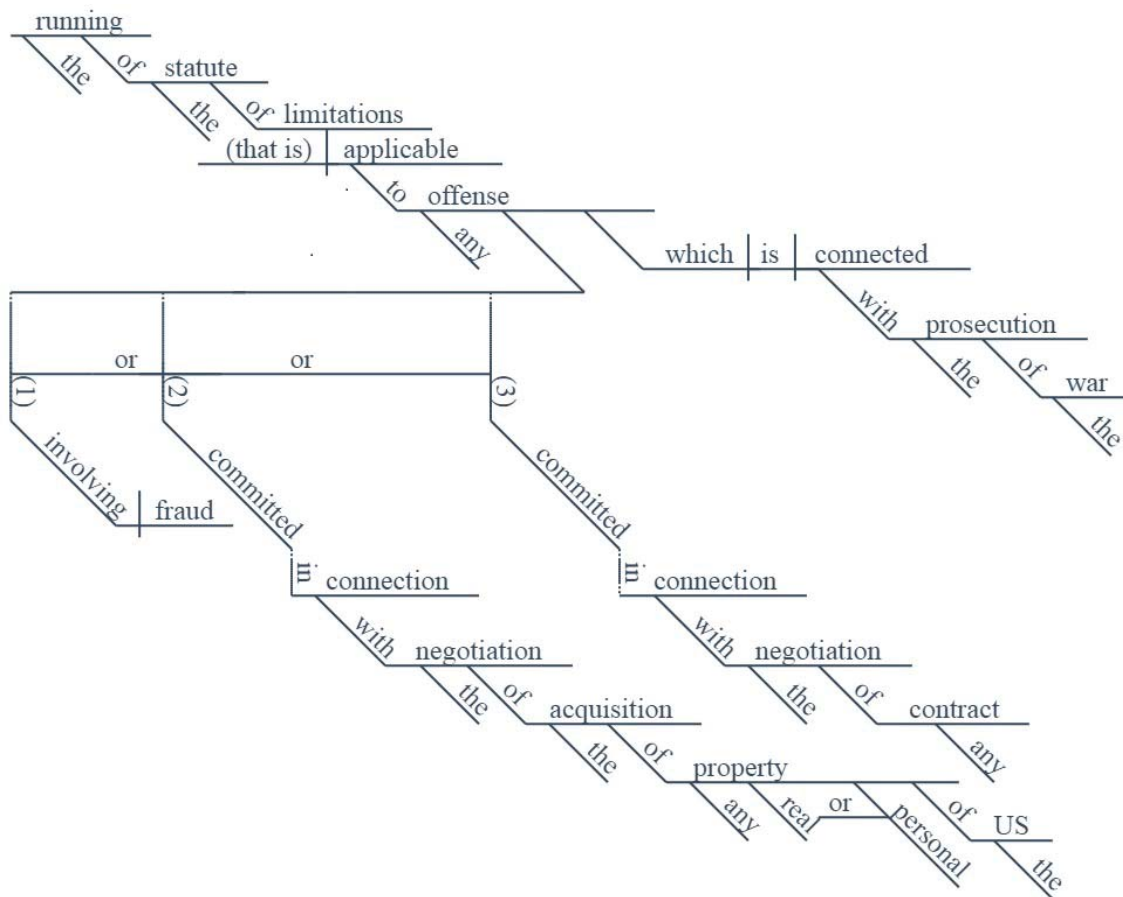 running
the
of
statute
the
of
limitations
(that is)
applicable
to
offense
any
which
is
connected
with
prosecution
the
of
war
the
or
or
(1)
(2)
(3)
involving
fraud
committed
in
connection
with
negotiation
the
of
acquisition
the
of
property
any
real
or
personal
of
US
the
committed
in
connection
with
negotiation
the
of
contract
any